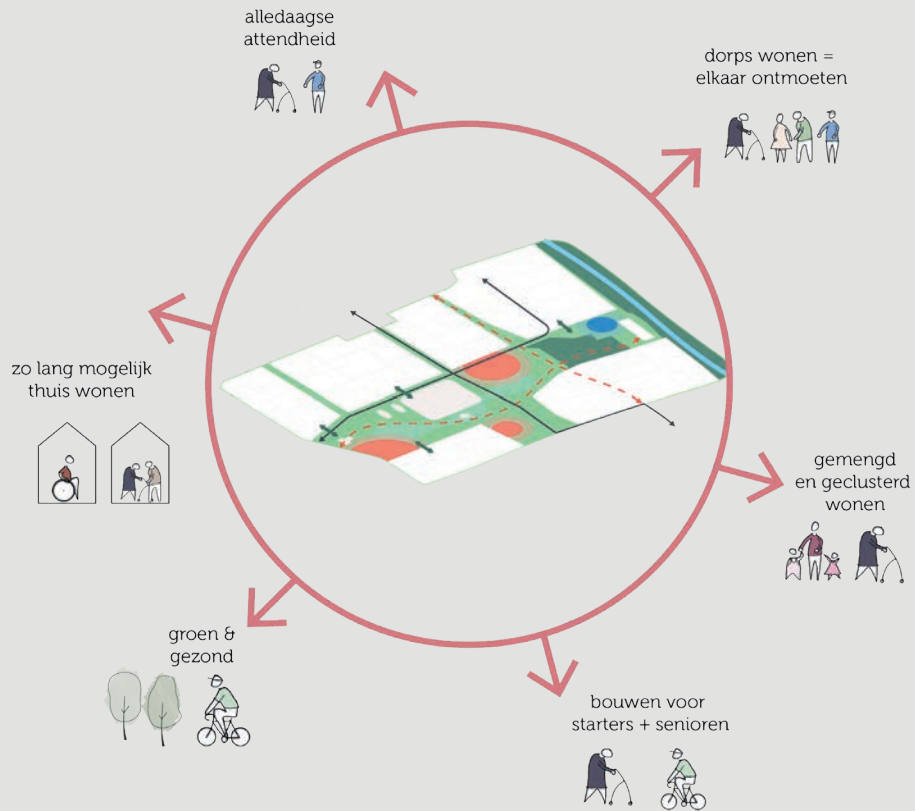 alledaagse
attendheid
dorps wonen =
elkaar ontmoeten
zo lang mogelijk
thuis wonen
gemengd
en geclusterd
wonen
groen &
gezond
bouwen voor
starters + senioren